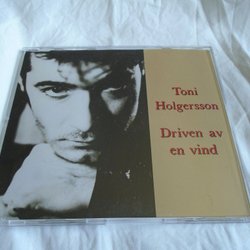 Toni
Holgersson
Driven av
en vind